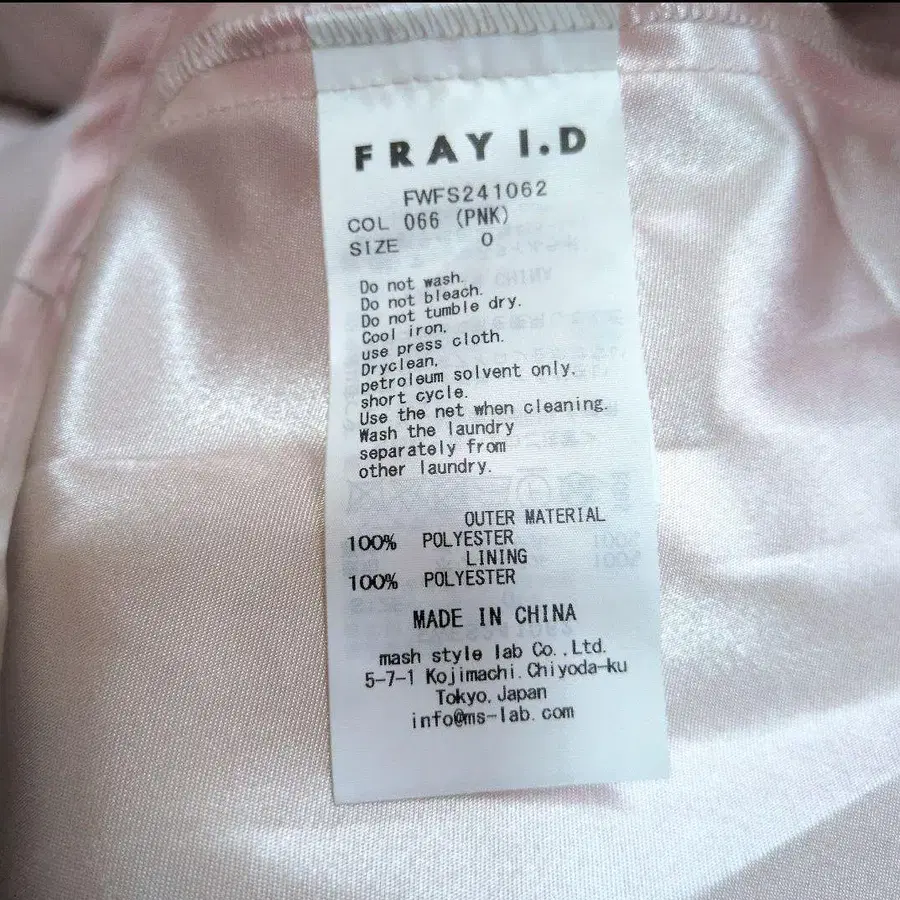 FRAY I.D
FWFS241062
COL 066 (PNK)
SIZE 0
Do not wash.
Do not bleach.
Do not tumble dry.
Cool iron.
use press cloth.
Dryclean.
petroleum solvent only.
short cycle.
Use the net when cleaning.
Wash the laundry
separately from
other laundry.
OUTER MATERIAL
100% POLYESTER
LINING
100% POLYESTER
MADE IN CHINA
mash style lab Co.,Ltd.
5-7-1 Kojimachi,Chiyoda-ku
Tokyo,Japan
info@ms-lab.com